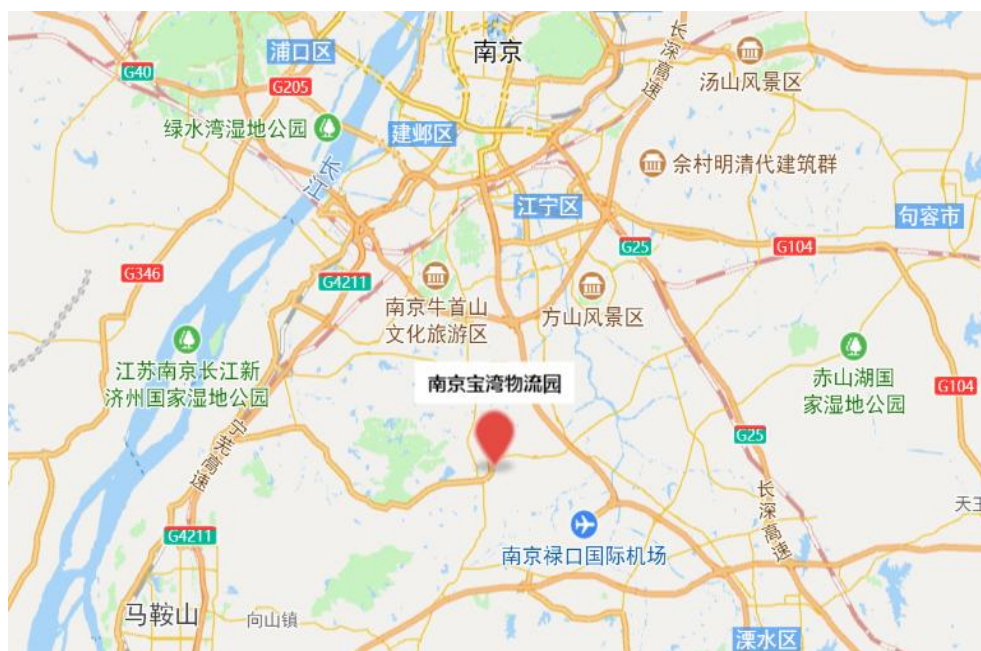 浦口区
南京
长深高速
汤山风景区
G40
G205
绿水湾湿地公园
建邺区
长江
佘村明清代建筑群
江宁区
句容市
G25
G104
G346
G4211
南京牛首山
文化旅游区
方山风景区
江苏南京长江新
济州国家湿地公园
赤山湖国
家湿地公园
南京宝湾物流园
G104
宁芜高速
G25
长深高速
天王
G4211
南京禄口国际机场
马鞍山
向山镇
溧水区